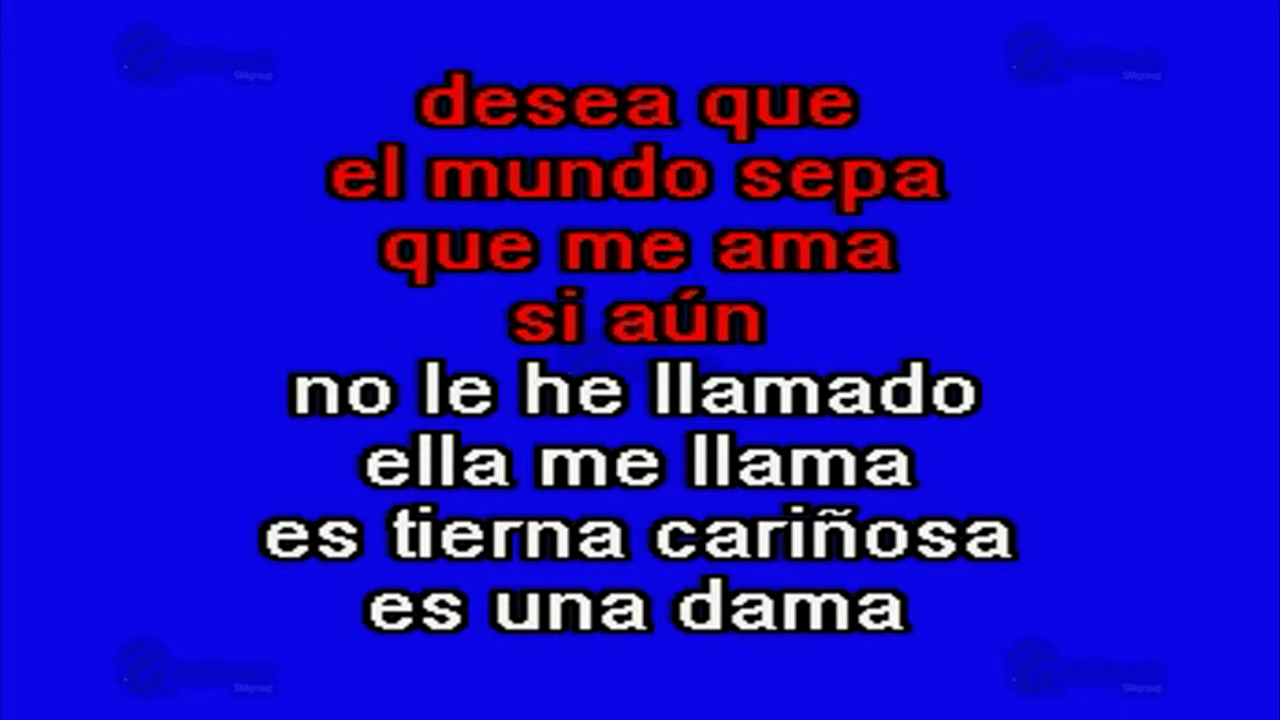 desea que
el mundo sepa
que me ama
si aún
no le he llamado
ella me llama
es tierna cariñosa
es una dama